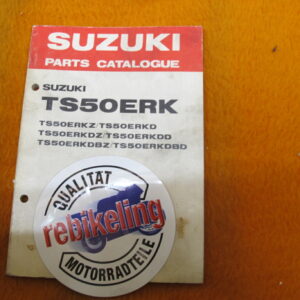 SUZUKI
PARTS CATALOGUE
SUZUKI
TS50ERK
TS50ERKZ/TS50ERKD
TS50ERKDZ/TS50ERKDD
TS50ERKDBZ/TS50ERKDBD
QUALITÄT
rebikeling
MOTORRADTEILE